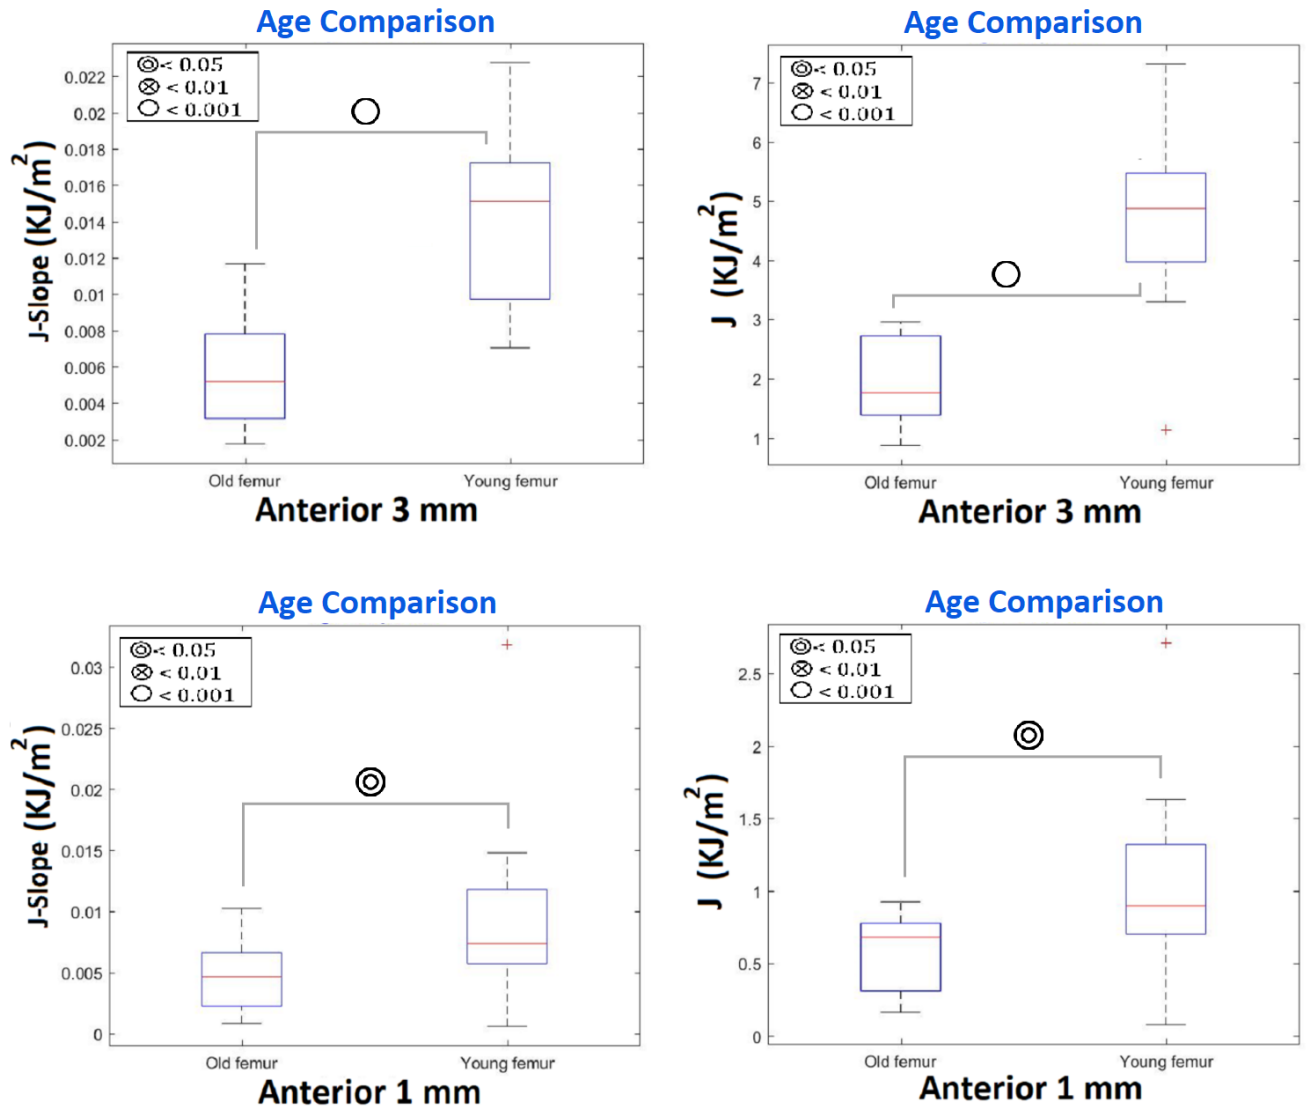 Age Comparison
◎< 0.05
⊗ < 0.01
○ < 0.001
J-Slope (KJ/m²)
0.022
0.02
0.018
0.016
0.014
0.012
0.01
0.008
0.006
0.004
0.002
Old femur
Young femur
Anterior 3 mm
Age Comparison
◎< 0.05
⊗ < 0.01
○ < 0.001
J (KJ/m²)
7
6
5
4
3
2
1
Old femur
Young femur
Anterior 3 mm
Age Comparison
◎< 0.05
⊗ < 0.01
○ < 0.001
J-Slope (KJ/m²)
0.03
0.025
0.02
0.015
0.01
0.005
0
Old femur
Young femur
Anterior 1 mm
Age Comparison
◎< 0.05
⊗ < 0.01
○ < 0.001
J (KJ/m²)
2.5
2
1.5
1
0.5
0
Old femur
Young femur
Anterior 1 mm